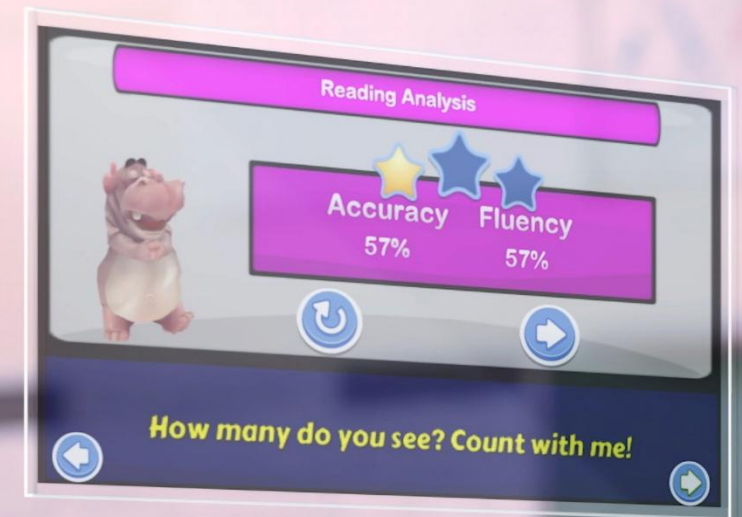 Reading Analysis
Accuracy Fluency
57% 57%
How many do you see? Count with me!